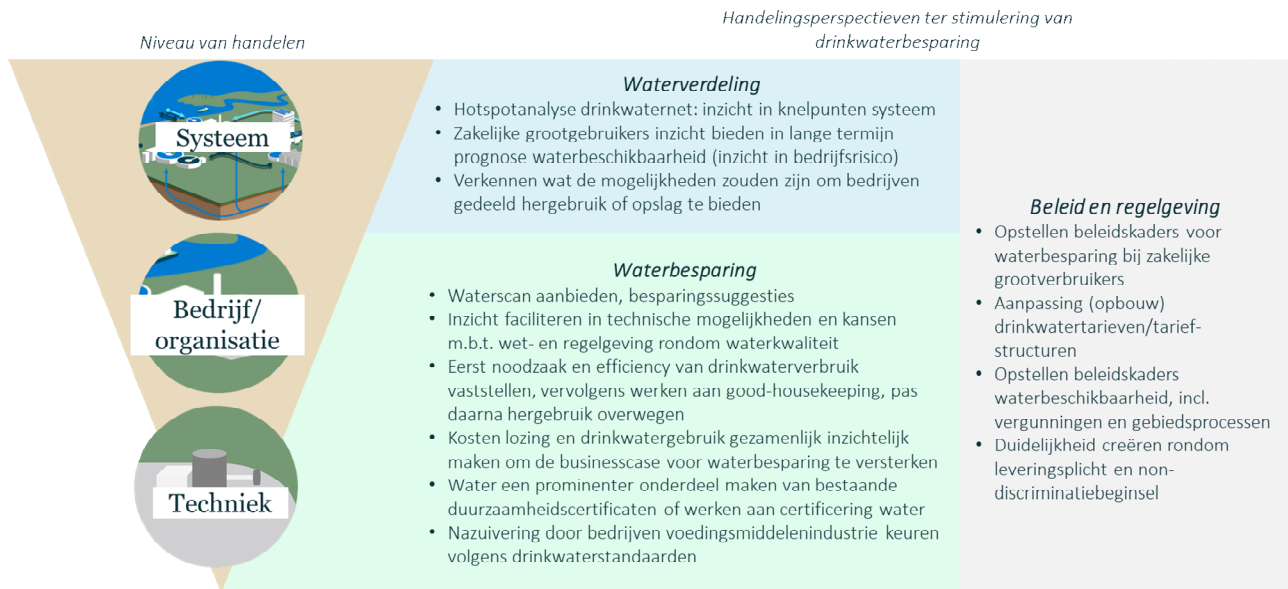 Niveau van handelen
Handelingsperspectieven ter stimulering van
drinkwaterbesparing
Systeem
Bedrijf/
organisatie
Techniek
Waterverdeling
• Hotspotanalyse drinkwaternet: inzicht in knelpunten systeem
• Zakelijke grootgebruikers inzicht bieden in lange termijn
prognose waterbeschikbaarheid (inzicht in bedrijfsrisico)
• Verkennen wat de mogelijkheden zouden zijn om bedrijven
gedeeld hergebruik of opslag te bieden
Waterbesparing
• Waterscan aanbieden, besparingssuggesties
• Inzicht faciliteren in technische mogelijkheden en kansen
m.b.t. wet- en regelgeving rondom waterkwaliteit
• Eerst noodzaak en efficiency van drinkwaterverbruik
vaststellen, vervolgens werken aan good-housekeeping, pas
daarna hergebruik overwegen
• Kosten lozing en drinkwatergebruik gezamenlijk inzichtelijk
maken om de businesscase voor waterbesparing te versterken
• Water een prominenter onderdeel maken van bestaande
duurzaamheidscertificaten of werken aan certificering water
• Nazuivering door bedrijven voedingsmiddelenindustrie keuren
volgens drinkwaterstandaarden
Beleid en regelgeving
• Opstellen beleidskaders voor
waterbesparing bij zakelijke
grootverbruikers
• Aanpassing (opbouw)
drinkwatertarieven/tarief-
structuren
• Opstellen beleidskaders
waterbeschikbaarheid, incl.
vergunningen en gebiedsprocessen
• Duidelijkheid creëren rondom
leveringsplicht en non-
discriminatiebeginsel